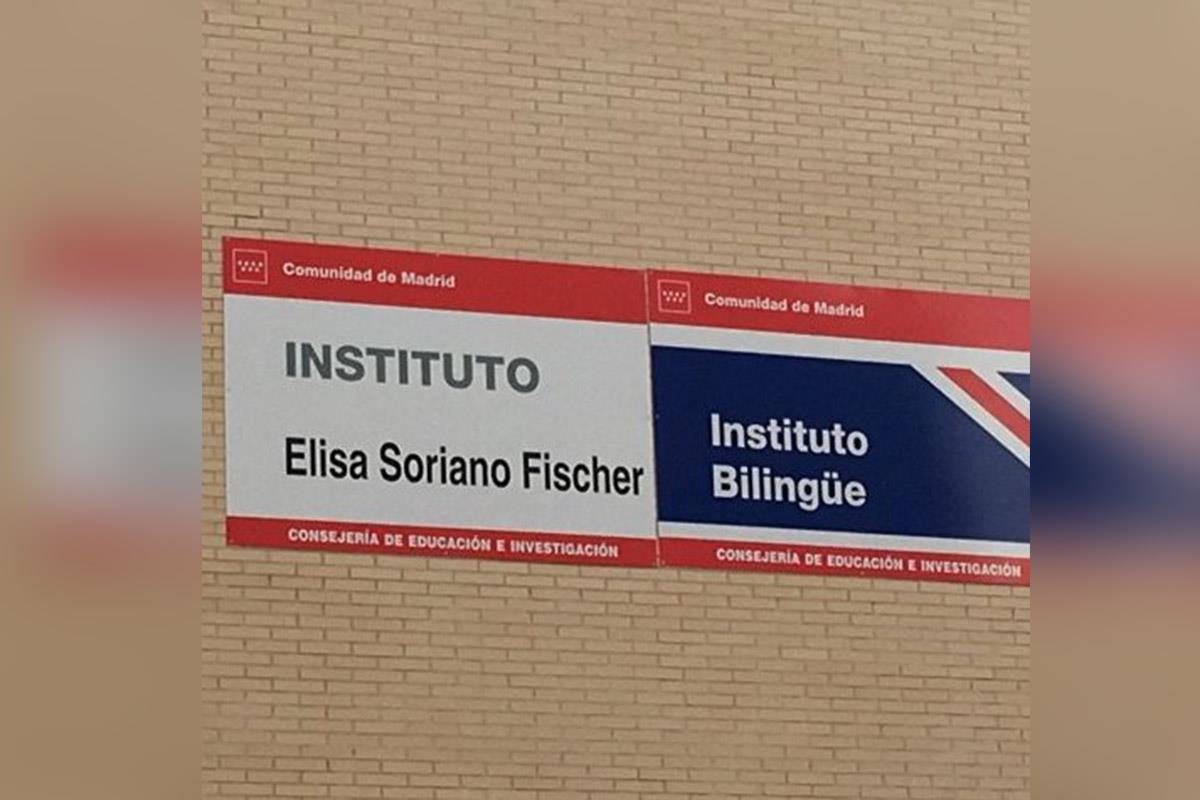 Comunidad de Madrid
INSTITUTO
Elisa Soriano Fischer
CONSEJERÍA DE EDUCACIÓN E INVESTIGACIÓN
Comunidad de Madrid
Instituto
Bilingüe
CONSEJERÍA DE EDUCACIÓN E INVESTIGACIÓN